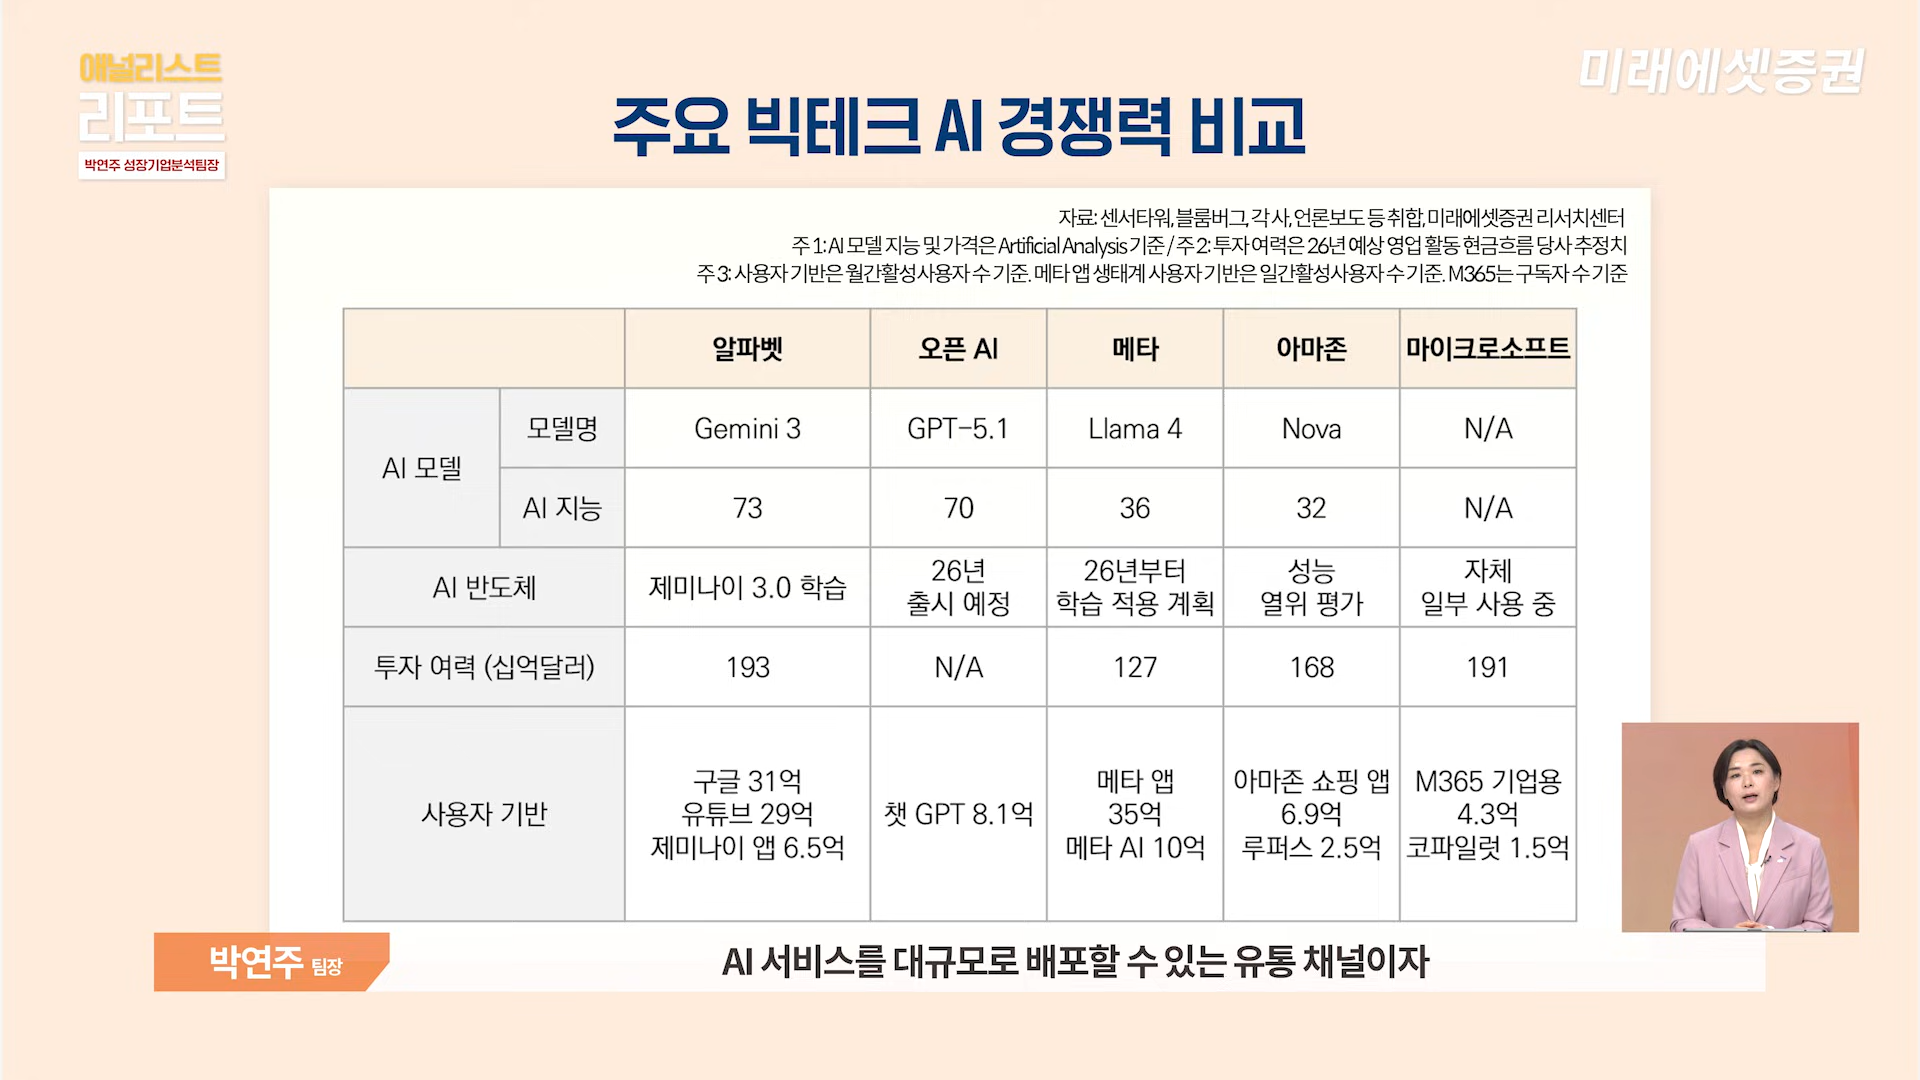 애널리스트
리포트
박연주 성장기업분석팀장
미래에셋증권
주요 빅테크 AI 경쟁력 비교
자료: 센서타워, 블룸버그, 각 사, 언론보도 등 취합, 미래에셋증권 리서치센터
주 1: AI 모델 지능 및 가격은 Artificial Analysis 기준 / 주 2: 투자 여력은 26년 예상 영업 활동 현금흐름 당사 추정치
주 3: 사용자 기반은 월간활성사용자 수 기준. 메타 앱 생태계 사용자 기반은 일간활성사용자 수 기준. M365는 구독자 수 기준
알파벳 오픈 AI 메타 아마존 마이크로소프트
AI 모델
모델명 Gemini 3 GPT-5.1 Llama 4 Nova N/A
AI 지능 73 70 36 32 N/A
AI 반도체 제미나이 3.0 학습 26년 출시 예정 26년부터 학습 적용 계획 성능 열위 평가 자체 일부 사용 중
투자 여력 (십억달러) 193 N/A 127 168 191
사용자 기반
구글 31억
유튜브 29억
제미나이 앱 6.5억
챗 GPT 8.1억
메타 앱
35억
메타 AI 10억
아마존 쇼핑 앱
6.9억
루퍼스 2.5억
M365 기업용
4.3억
코파일럿 1.5억
박연주 팀장
AI 서비스를 대규모로 배포할 수 있는 유통 채널이자